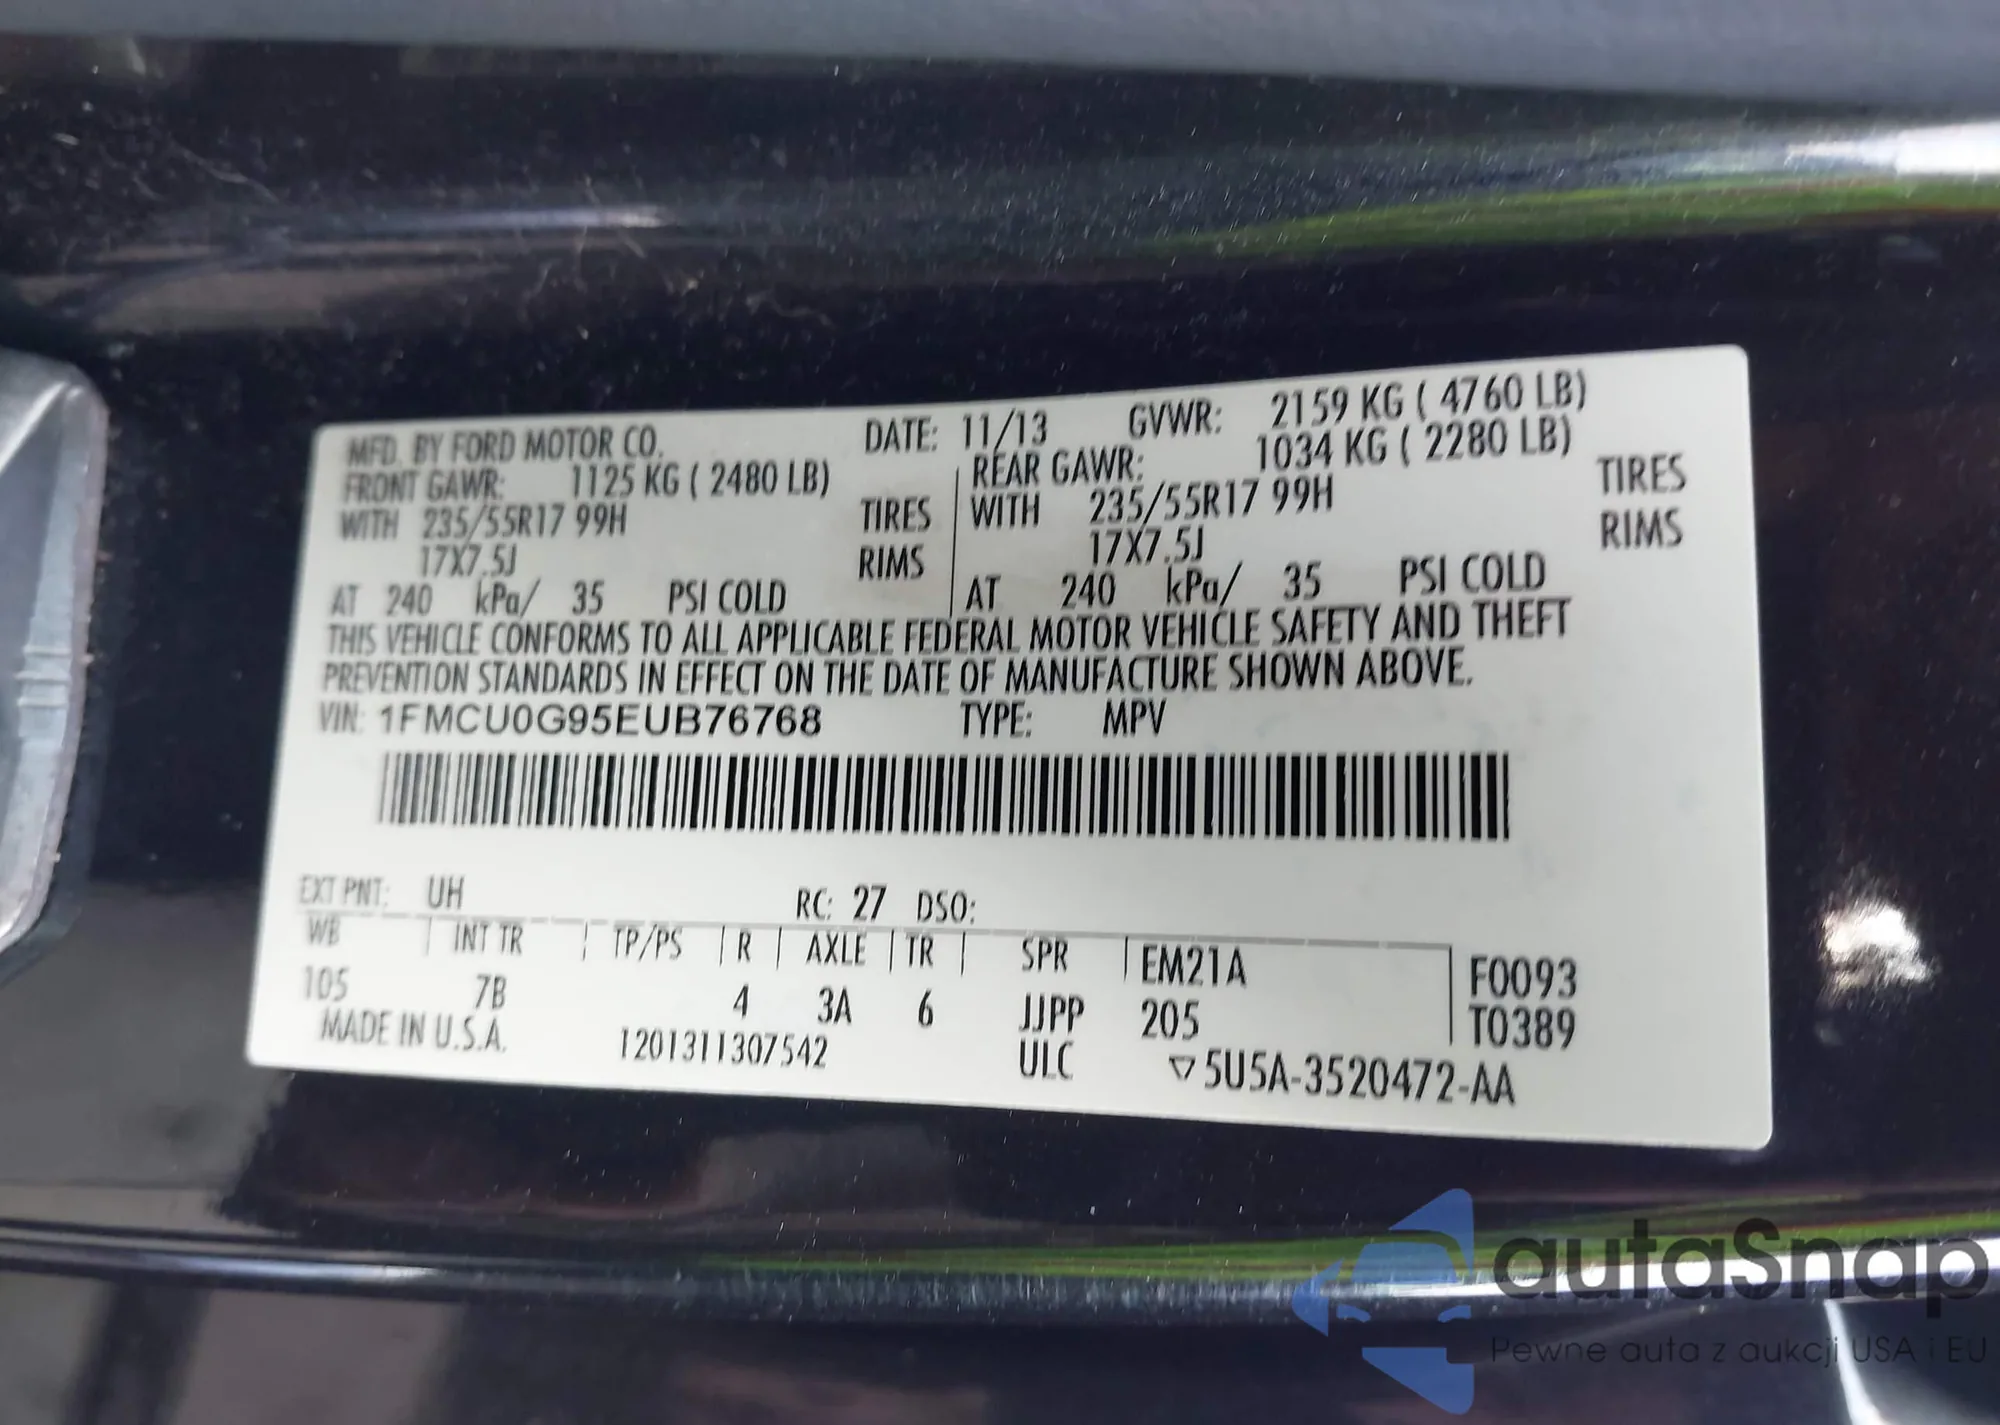 MFD. BY FORD MOTOR CO. DATE: 11/13 GVWR: 2159 KG ( 4760 LB)
FRONT GAWR: 1125 KG ( 2480 LB) REAR GAWR: 1034 KG ( 2280 LB)
WITH 235/55R17 99H TIRES WITH 235/55R17 99H TIRES
17X7.5J RIMS 17X7.5J RIMS
AT 240 kPa/ 35 PSI COLD AT 240 kPa/ 35 PSI COLD
THIS VEHICLE CONFORMS TO ALL APPLICABLE FEDERAL MOTOR VEHICLE SAFETY AND THEFT
PREVENTION STANDARDS IN EFFECT ON THE DATE OF MANUFACTURE SHOWN ABOVE.
VIN: 1FMCU0G95EUB76768 TYPE: MPV
EXT PNT: UH RC: 27 DSO:
WB INT TR TP/PS R AXLE TR SPR EM21A F0093
105 7B 4 3A 6 JJPP 205 T0389
MADE IN U.S.A. 1201311307542 ULC ▽5U5A-3520472-AA
autaSnap
Pewne auta z aukcji USA i EU